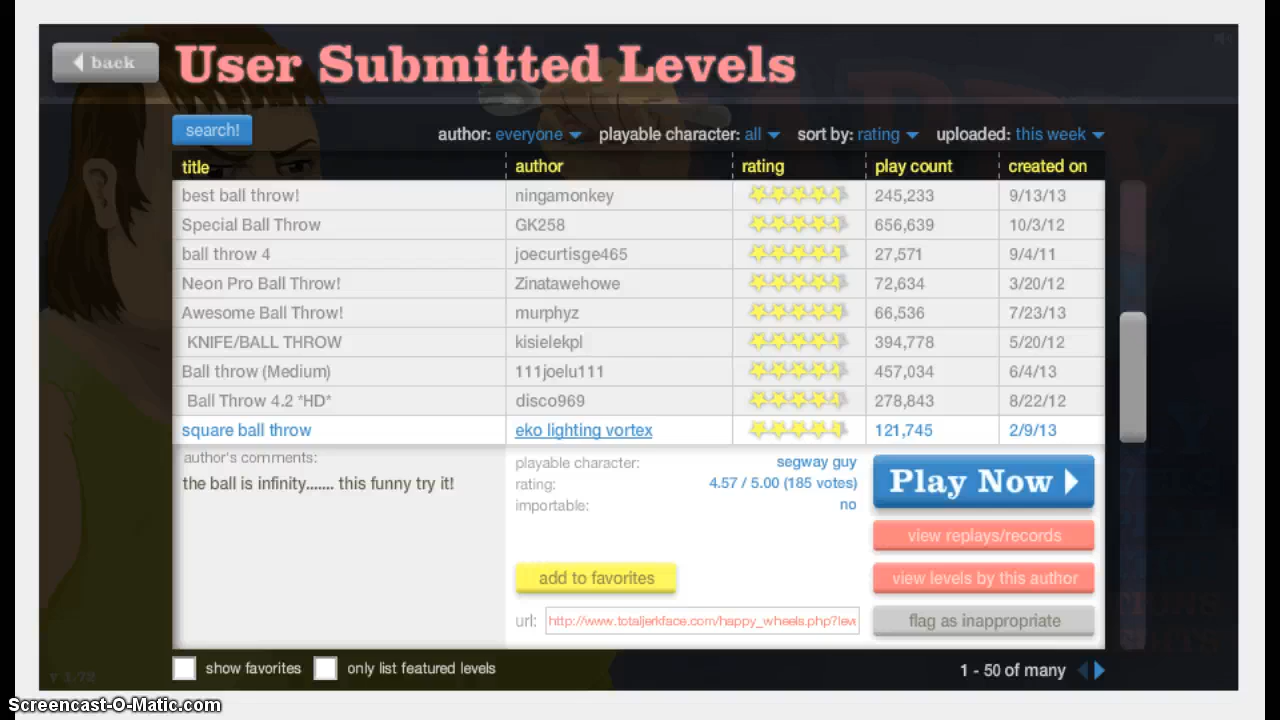 back
User Submitted Levels
search!
author: everyone playable character: all sort by: rating uploaded: this week
title author rating play count created on
best ball throw! ningamonkey 245,233 9/13/13
Special Ball Throw GK258 656,639 10/3/12
ball throw 4 joecurtisge465 27,571 9/4/11
Neon Pro Ball Throw! Zinatawehowe 72,634 3/20/12
Awesome Ball Throw! murphyz 66,536 7/23/13
KNIFE/BALL THROW kisielekpl 394,778 5/20/12
Ball throw (Medium) 111joelu111 457,034 6/4/13
Ball Throw 4.2 *HD* disco969 278,843 8/22/12
square ball throw eko lighting vortex 121,745 2/9/13
author's comments:
the ball is infinity....... this funny try it!
playable character: segway guy
rating: 4.57 / 5.00 (185 votes)
importable: no
Play Now
view replays/records
add to favorites
view levels by this author
url: http://www.totaljerkface.com/happy_wheels.php?leve
flag as inappropriate
show favorites only list featured levels
1 - 50 of many
v 1.72
Screencast-O-Matic.com